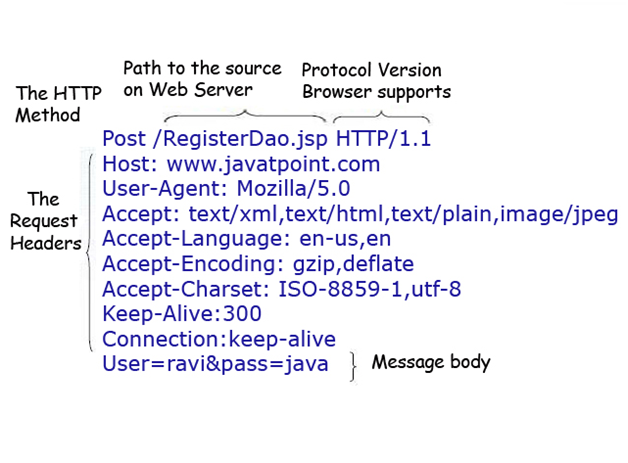 Path to the source
on Web Server
Protocol Version
Browser supports
The HTTP
Method
Post /RegisterDao.jsp HTTP/1.1
Host: www.javatpoint.com
User-Agent: Mozilla/5.0
The
Request
Headers
Accept: text/xml,text/html,text/plain,image/jpeg
Accept-Language: en-us,en
Accept-Encoding: gzip,deflate
Accept-Charset: ISO-8859-1,utf-8
Keep-Alive:300
Connection:keep-alive
User=ravi&pass=java
Message body